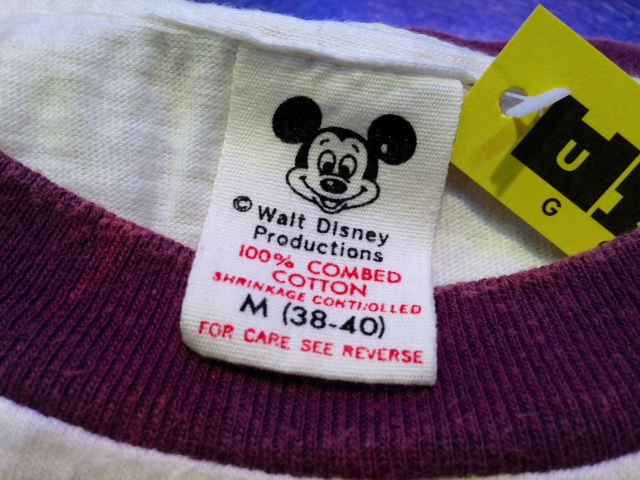 © Walt Disney
Productions
100% COMBED
COTTON
SHRINKAGE CONTROLLED
M (38-40)
FOR CARE SEE REVERSE
U
G